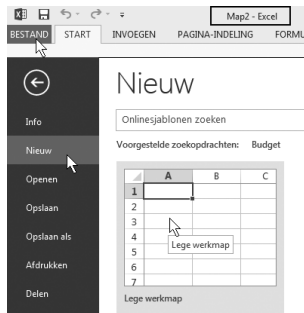 Map2 - Excel
BESTAND START INVOEGEN PAGINA-INDELING FORMU
Nieuw
Info
Onlinesjablonen zoeken
Nieuw
Voorgestelde zoekopdrachten: Budget
Openen
A B C
1
Opslaan
2
3
Opslaan als
4
Lege werkmap
5
Afdrukken
6
7
Delen
Lege werkmap